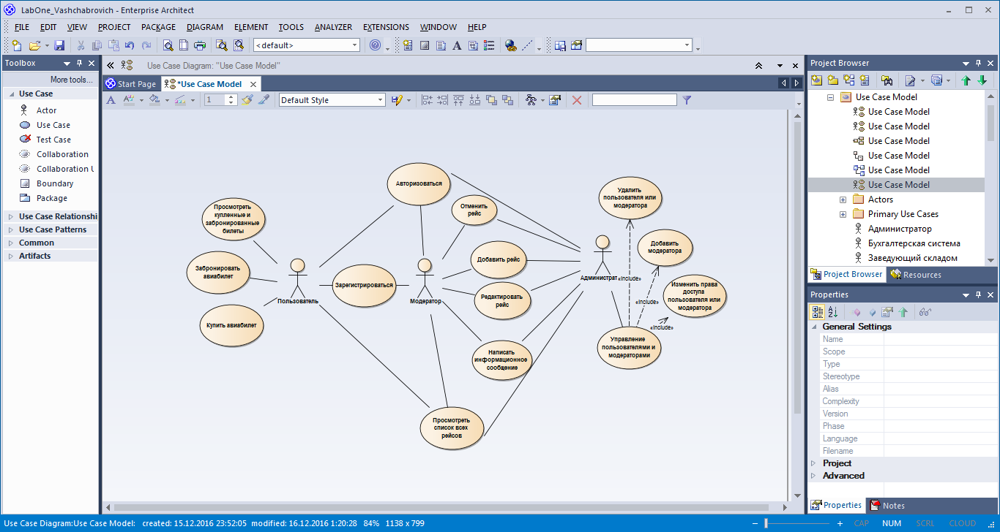 LabOne_Vashchabrovich - Enterprise Architect
FILE EDIT VIEW PROJECT PACKAGE DIAGRAM ELEMENT TOOLS ANALYZER EXTENSIONS WINDOW HELP
<default>
Toolbox
More tools...
Use Case
Actor
Use Case
Test Case
Collaboration
Collaboration U
Boundary
Package
Use Case Relationshi
Use Case Patterns
Common
Artifacts
Use Case Diagram: "Use Case Model"
Start Page
*Use Case Model
1
Default Style
Авторизоваться
Просмотреть
купленные и
забронированные
билеты
Отменить
рейс
Удалить
пользователя или
модератора
Добавить
модератора
Добавить рейс
Забронировать
авиабилет
Зарегистрироваться
Пользователь
Модератор
Администрат
«include»
Изменить права
доступа
пользователя или
модератора
«include»
Редактировать
рейс
Купить авиабилет
«include»
Управление
пользователями и
модераторами
Написать
информационное
сообщение
Просмотреть
список всех
рейсов
Project Browser
Use Case Model
Use Case Model
Use Case Model
Use Case Model
Use Case Model
Use Case Model
Use Case Model
Actors
Primary Use Cases
Администратор
Бухгалтерская система
Заведующий складом
Project Browser
Resources
Properties
General Settings
Name
Scope
Type
Stereotype
Alias
Complexity
Version
Phase
Language
Filename
Project
Advanced
Properties
Notes
Use Case Diagram:Use Case Model: created: 15.12.2016 23:52:05 modified: 16.12.2016 1:20:28 84% 1138 x 799
CAP NUM SCRL CLOUD